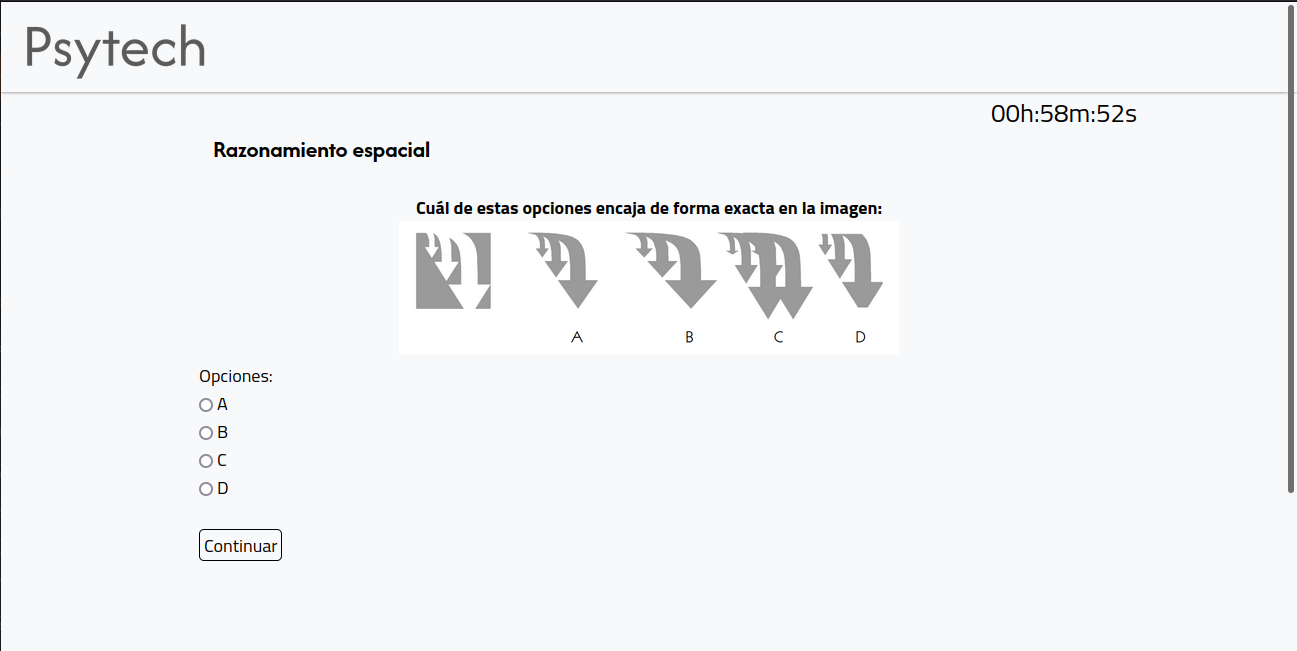 Psytech
00h:58m:52s
Razonamiento espacial
Cuál de estas opciones encaja de forma exacta en la imagen:
A B C D
Opciones:
A
B
C
D
Continuar